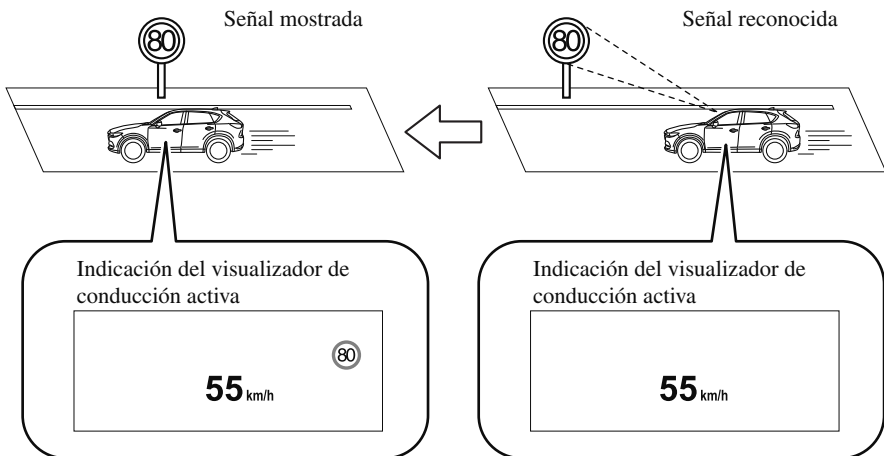 Señal mostrada
80
Indicación del visualizador de
conducción activa
80
55 km/h
Señal reconocida
80
Indicación del visualizador de
conducción activa
55 km/h